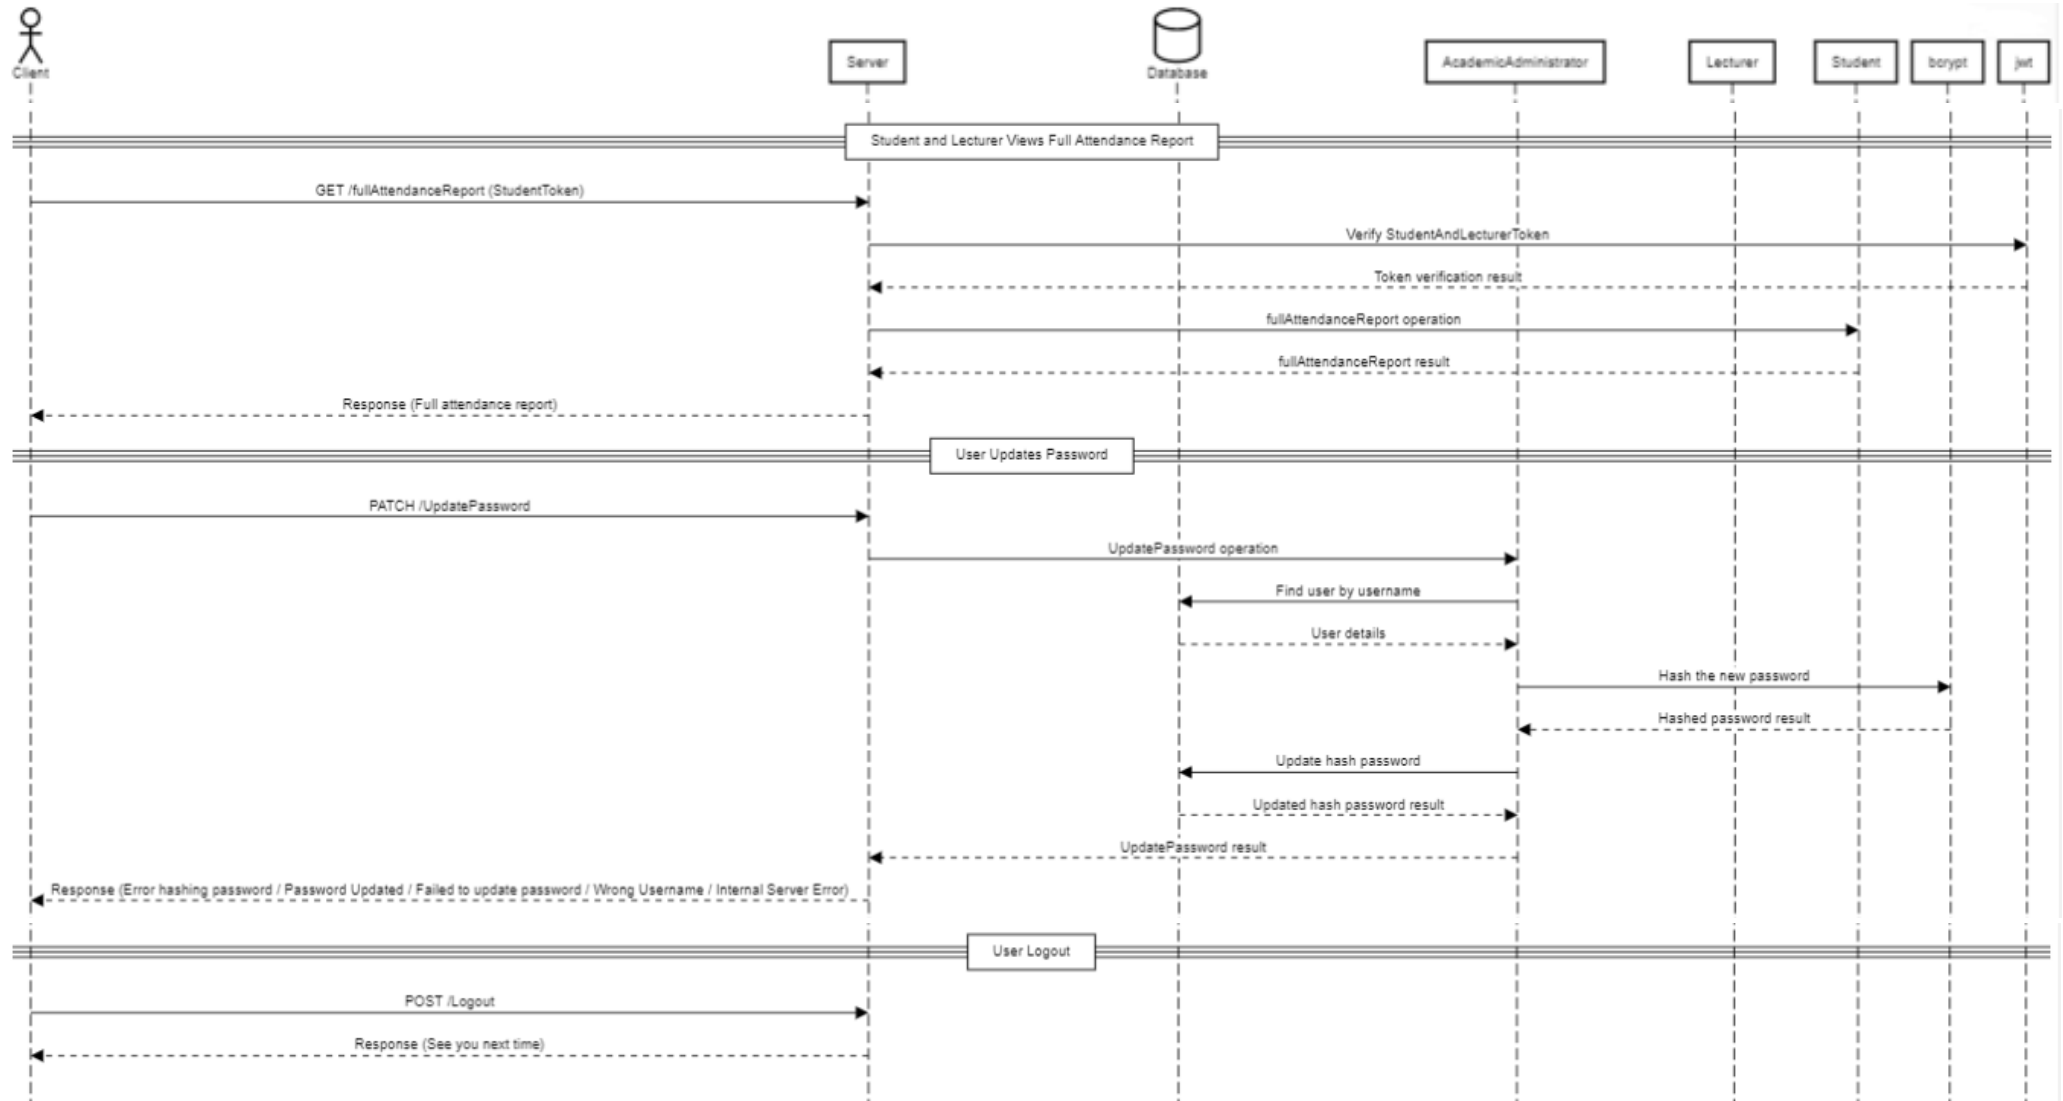 Client
Server
Database
AcademicAdministrator
Lecturer
Student
bcrypt
jwt
Student and Lecturer Views Full Attendance Report
GET /fullAttendanceReport (StudentToken)
Verify StudentAndLecturerToken
Token verification result
fullAttendanceReport operation
fullAttendanceReport result
Response (Full attendance report)
User Updates Password
PATCH /UpdatePassword
UpdatePassword operation
Find user by username
User details
Hash the new password
Hashed password result
Update hash password
Updated hash password result
UpdatePassword result
Response (Error hashing password / Password Updated / Failed to update password / Wrong Username / Internal Server Error)
User Logout
POST /Logout
Response (See you next time)